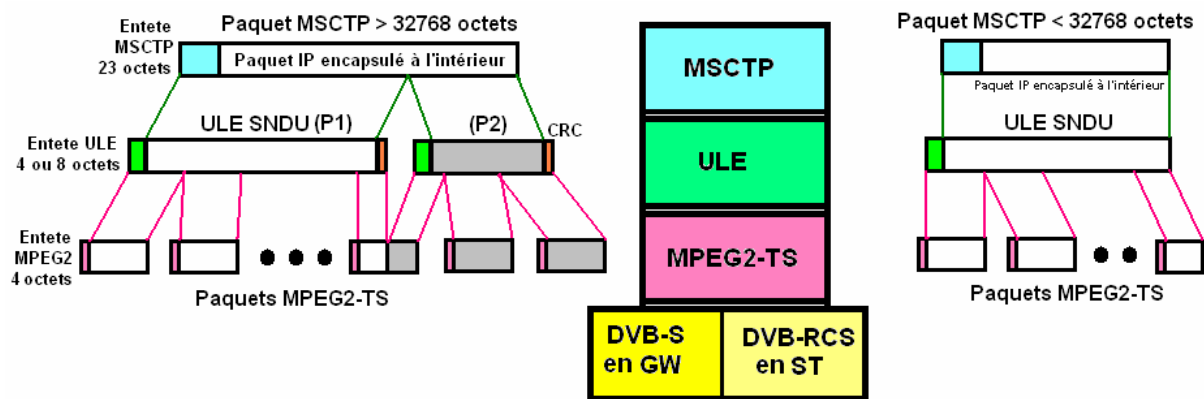 Paquet MSCTP > 32768 octets
Entete
MSCTP
23 octets
Paquet IP encapsulé à l'intérieur
ULE SNDU (P1)
(P2)
CRC
Entete ULE
4 ou 8 octets
Entete
MPEG2
4 octets
Paquets MPEG2-TS
MSCTP
ULE
MPEG2-TS
DVB-S
en GW
DVB-RCS
en ST
Paquet MSCTP < 32768 octets
Paquet IP encapsulé à l'intérieur
ULE SNDU
Paquets MPEG2-TS